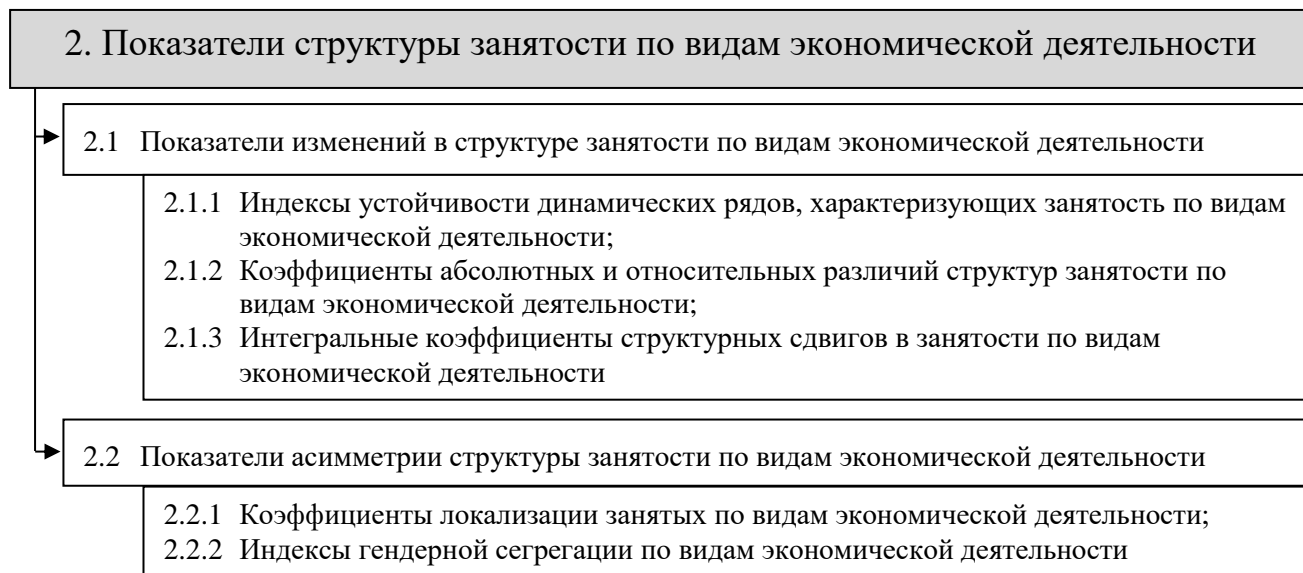 2. Показатели структуры занятости по видам экономической деятельности
2.1 Показатели изменений в структуре занятости по видам экономической деятельности
2.1.1 Индексы устойчивости динамических рядов, характеризующих занятость по видам
экономической деятельности;
2.1.2 Коэффициенты абсолютных и относительных различий структур занятости по
видам экономической деятельности;
2.1.3 Интегральные коэффициенты структурных сдвигов в занятости по видам
экономической деятельности
2.2 Показатели асимметрии структуры занятости по видам экономической деятельности
2.2.1 Коэффициенты локализации занятых по видам экономической деятельности;
2.2.2 Индексы гендерной сегрегации по видам экономической деятельности